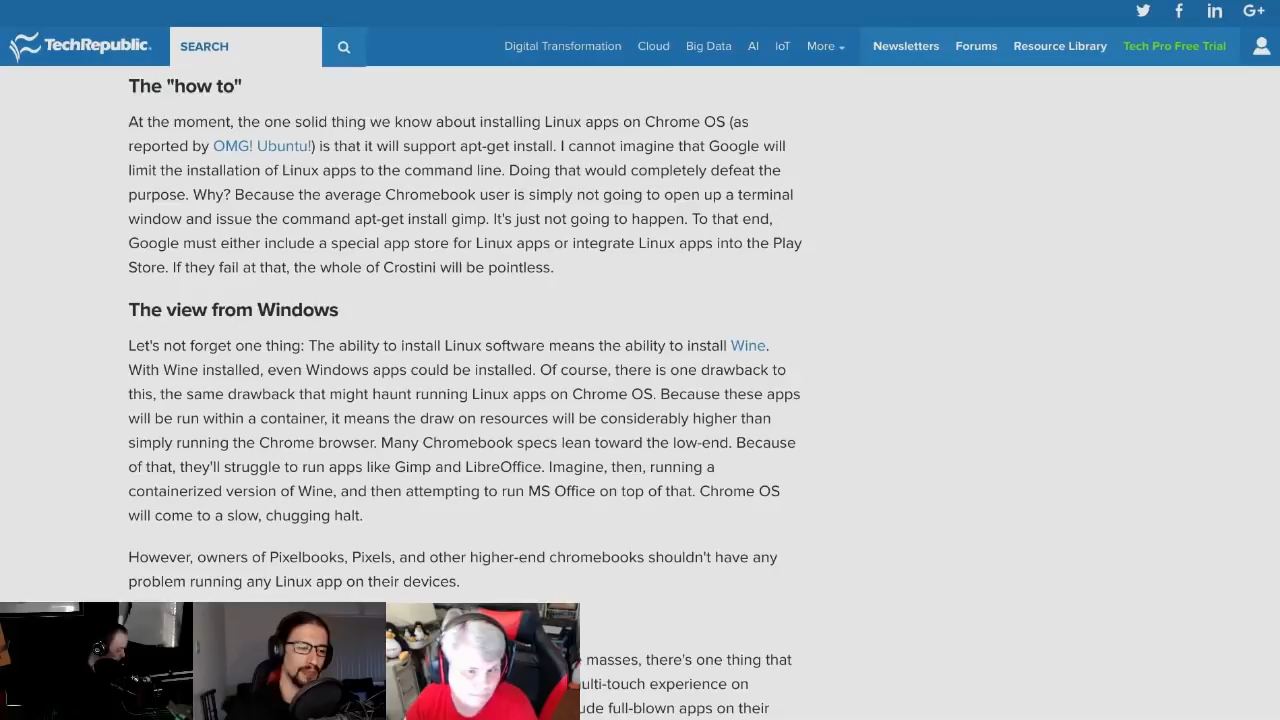 TechRepublic.
SEARCH
Digital Transformation Cloud Big Data AI IoT More Newsletters Forums Resource Library Tech Pro Free Trial
The "how to"
At the moment, the one solid thing we know about installing Linux apps on Chrome OS (as
reported by OMG! Ubuntu!) is that it will support apt-get install. I cannot imagine that Google will
limit the installation of Linux apps to the command line. Doing that would completely defeat the
purpose. Why? Because the average Chromebook user is simply not going to open up a terminal
window and issue the command apt-get install gimp. It's just not going to happen. To that end,
Google must either include a special app store for Linux apps or integrate Linux apps into the Play
Store. If they fail at that, the whole of Crostini will be pointless.
The view from Windows
Let's not forget one thing: The ability to install Linux software means the ability to install Wine.
With Wine installed, even Windows apps could be installed. Of course, there is one drawback to
this, the same drawback that might haunt running Linux apps on Chrome OS. Because these apps
will be run within a container, it means the draw on resources will be considerably higher than
simply running the Chrome browser. Many Chromebook specs lean toward the low-end. Because
of that, they'll struggle to run apps like Gimp and LibreOffice. Imagine, then, running a
containerized version of Wine, and then attempting to run MS Office on top of that. Chrome OS
will come to a slow, chugging halt.
However, owners of Pixelbooks, Pixels, and other higher-end chromebooks shouldn't have any
problem running any Linux app on their devices.
masses, there's one thing that
ulti-touch experience on
ude full-blown apps on their